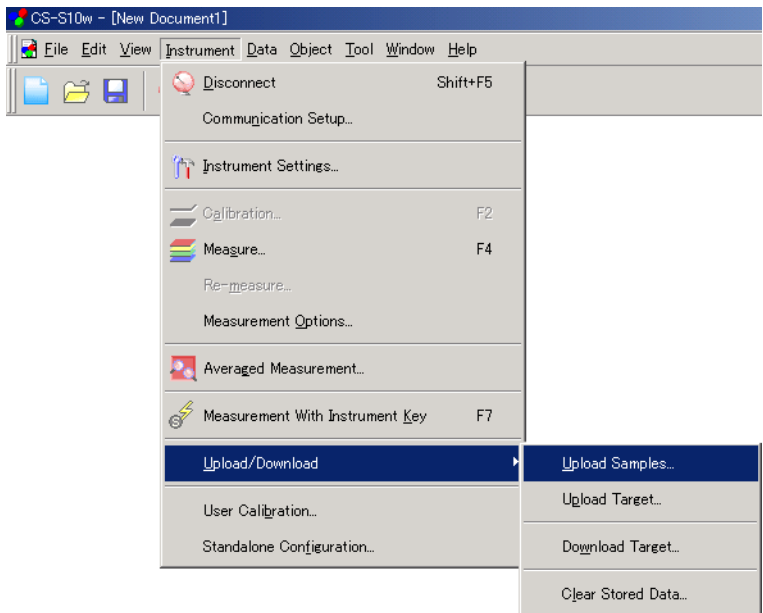 CS-S10w - [New Document1]
File Edit View Instrument Data Object Tool Window Help
Disconnect Shift+F5
Communication Setup...
Instrument Settings...
Calibration... F2
Measure... F4
Re-measure...
Measurement Options...
Averaged Measurement...
Measurement With Instrument Key F7
Upload/Download
Upload Samples...
Upload Target...
Download Target...
Clear Stored Data...
User Calibration...
Standalone Configuration...